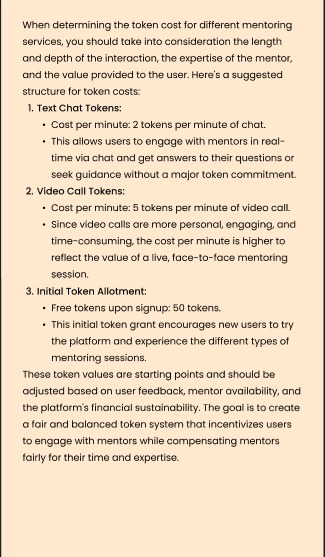 When determining the token cost for different mentoring
services, you should take into consideration the length
and depth of the interaction, the expertise of the mentor,
and the value provided to the user. Here's a suggested
structure for token costs:
1. Text Chat Tokens:
• Cost per minute: 2 tokens per minute of chat.
• This allows users to engage with mentors in real-
time via chat and get answers to their questions or
seek guidance without a major token commitment.
2. Video Call Tokens:
• Cost per minute: 5 tokens per minute of video call.
• Since video calls are more personal, engaging, and
time-consuming, the cost per minute is higher to
reflect the value of a live, face-to-face mentoring
session.
3. Initial Token Allotment:
• Free tokens upon signup: 50 tokens.
• This initial token grant encourages new users to try
the platform and experience the different types of
mentoring sessions.
These token values are starting points and should be
adjusted based on user feedback, mentor availability, and
the platform's financial sustainability. The goal is to create
a fair and balanced token system that incentivizes users
to engage with mentors while compensating mentors
fairly for their time and expertise.